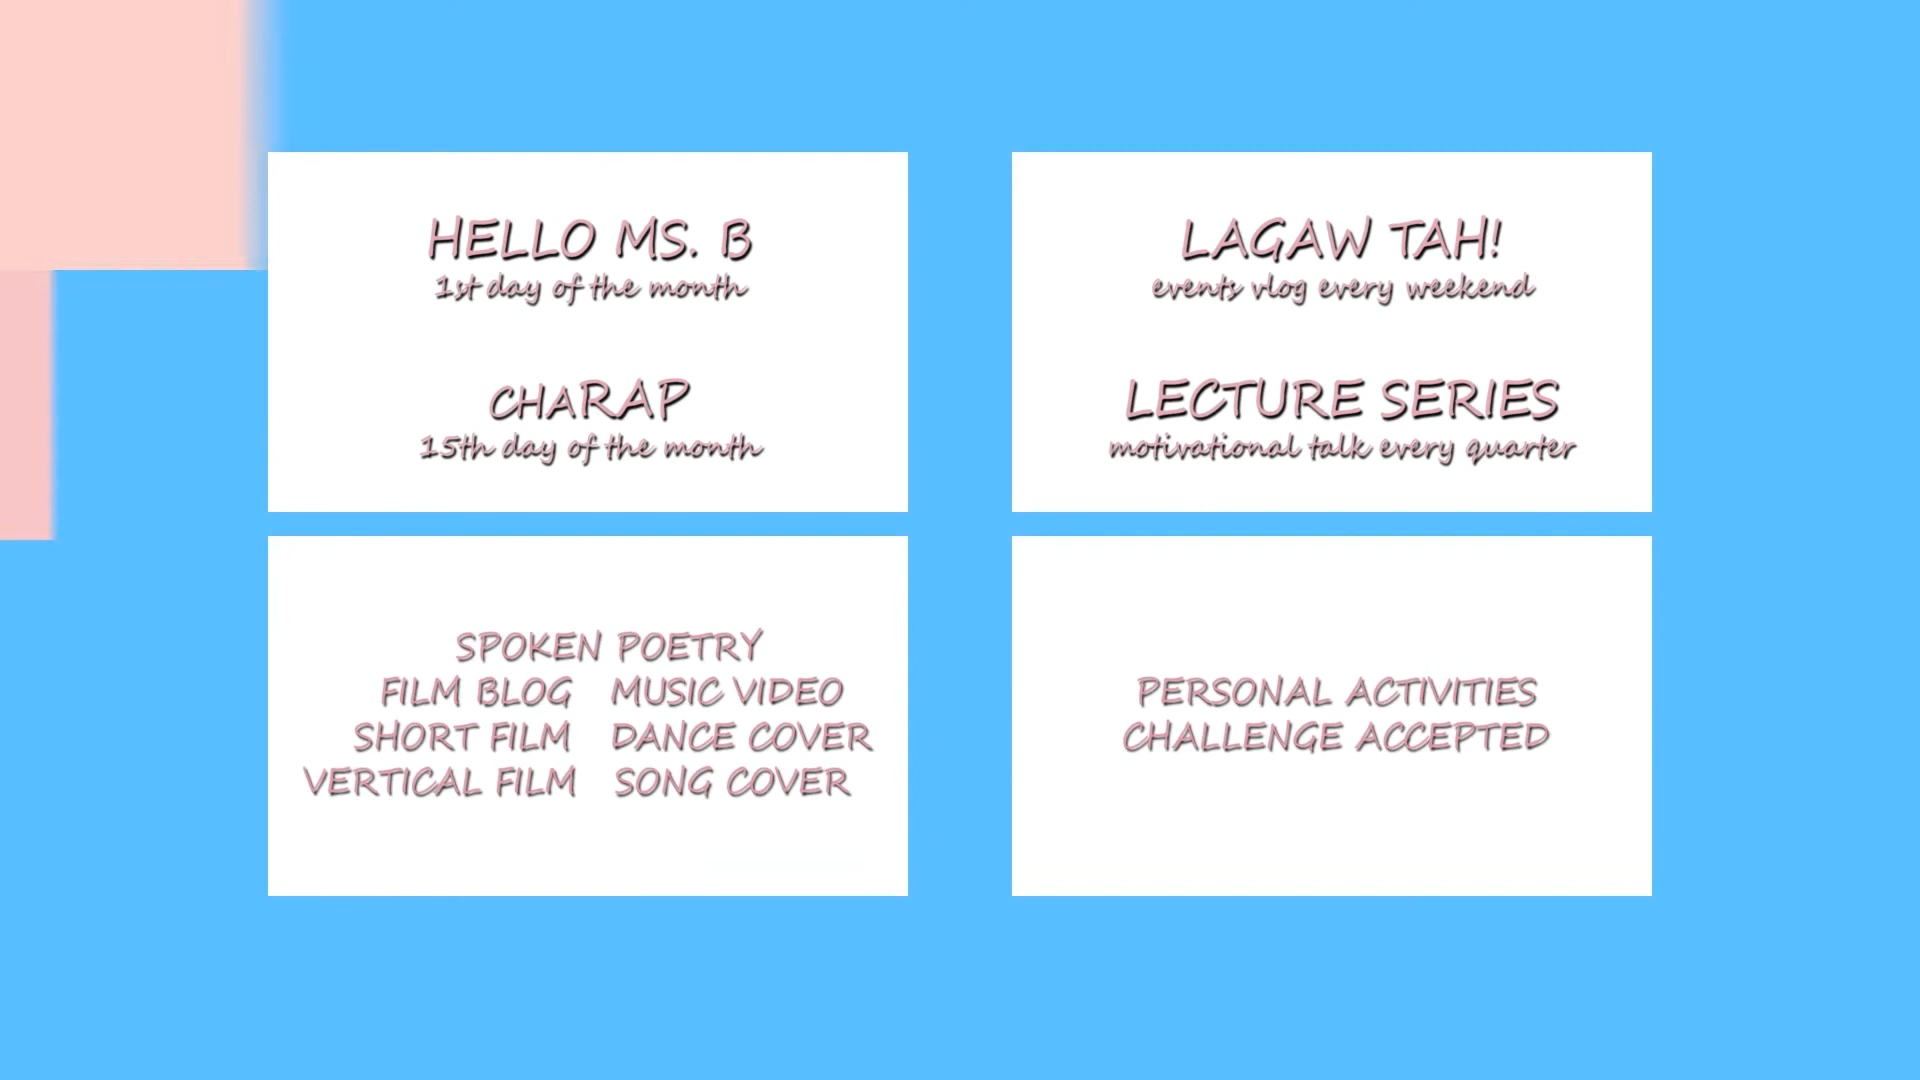 HELLO MS. B
1st day of the month
CHARAP
15th day of the month
LAGAW TAH!
events vlog every weekend
LECTURE SERIES
motivational talk every quarter
SPOKEN POETRY
FILM BLOG MUSIC VIDEO
SHORT FILM DANCE COVER
VERTICAL FILM SONG COVER
PERSONAL ACTIVITIES
CHALLENGE ACCEPTED